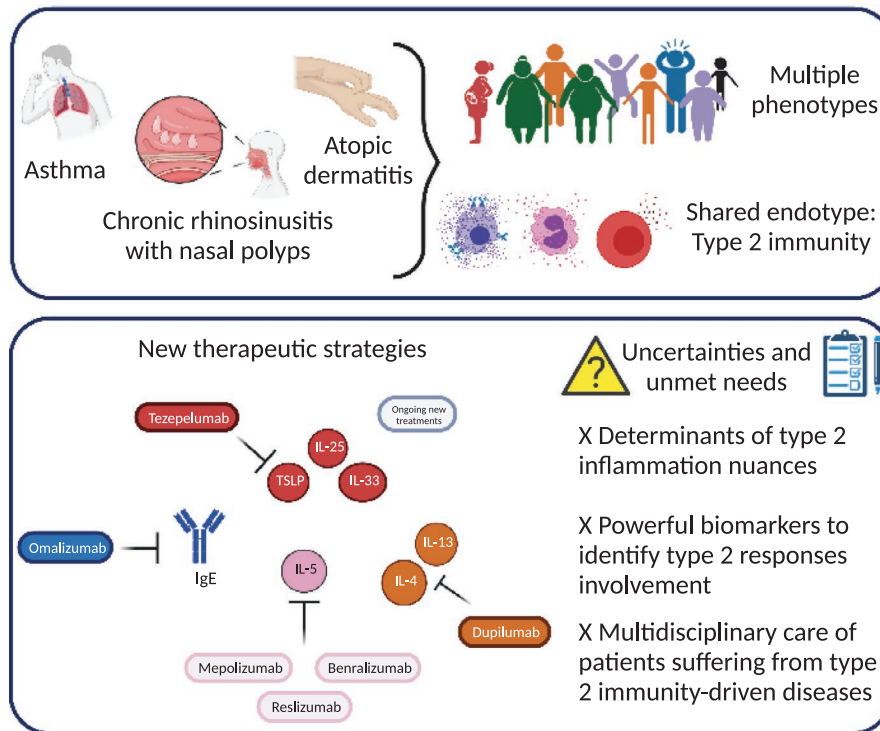 Asthma
Chronic rhinosinusitis
with nasal polyps
Atopic
dermatitis
Multiple
phenotypes
Shared endotype:
Type 2 immunity
New therapeutic strategies
Tezepelumab
Ongoing new
treatments
IL-25
TSLP
IL-33
Omalizumab
IgE
IL-5
IL-13
IL-4
Dupilumab
Mepolizumab
Benralizumab
Reslizumab
?
Uncertainties and
unmet needs
X Determinants of type 2
inflammation nuances
X Powerful biomarkers to
identify type 2 responses
involvement
X Multidisciplinary care of
patients suffering from type
2 immunity-driven diseases